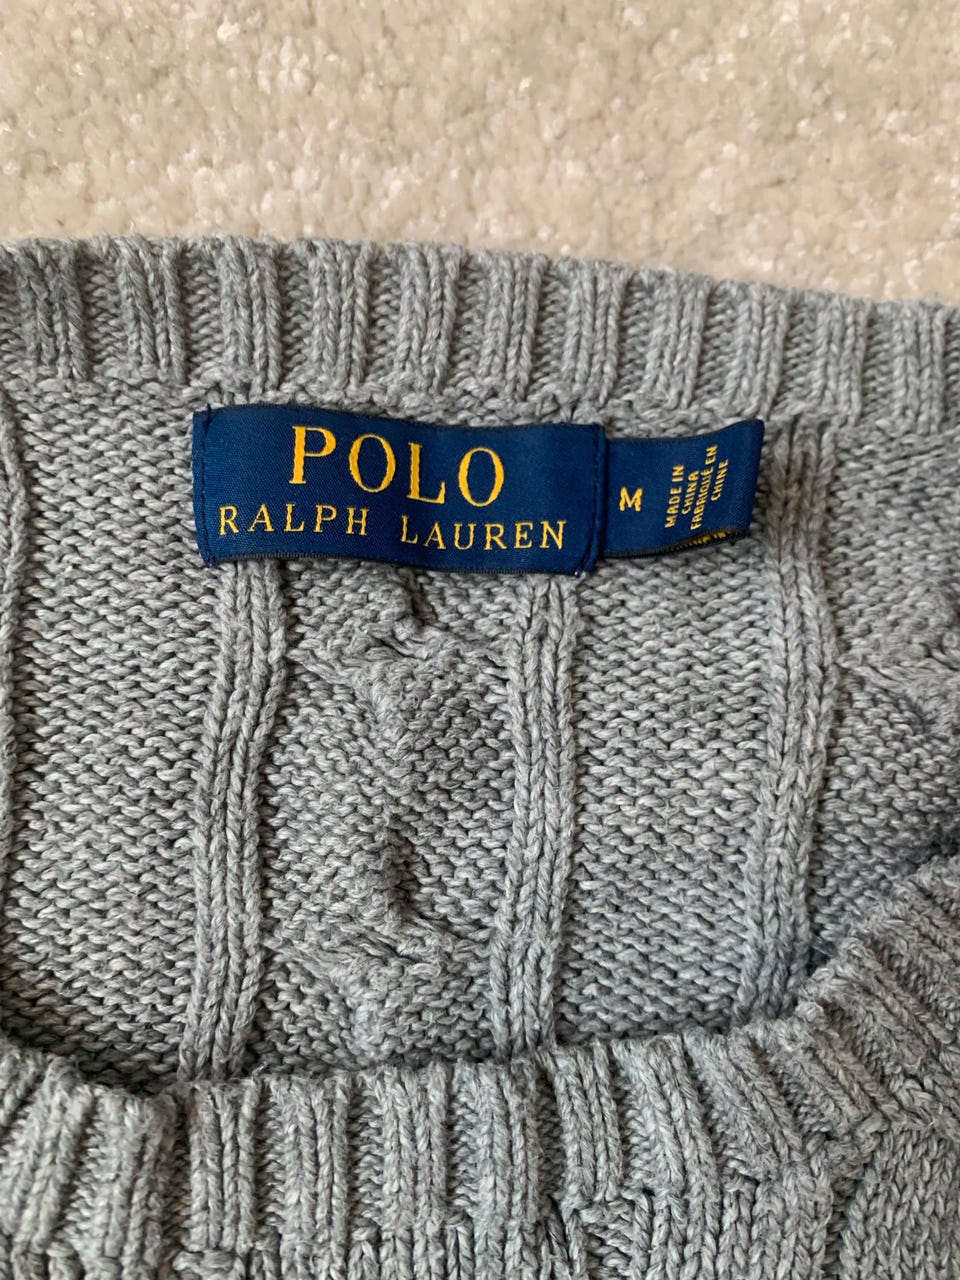 POLO
RALPH LAUREN
M
MADE IN
CHINA
FABRIQUÉ EN
CHINE